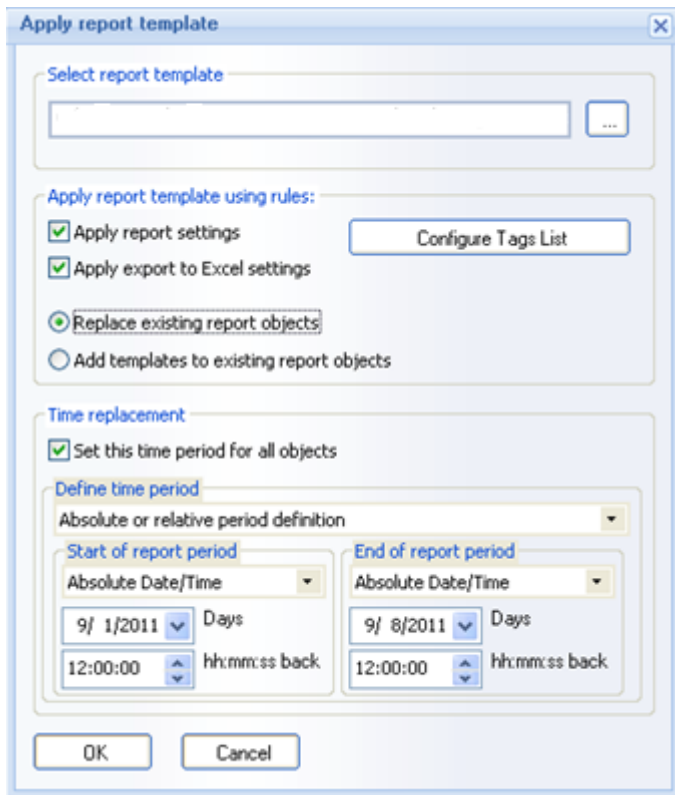 Apply report template
Select report template
...
Apply report template using rules:
Apply report settings
Configure Tags List
Apply export to Excel settings
Replace existing report objects
Add templates to existing report objects
Time replacement
Set this time period for all objects
Define time period
Absolute or relative period definition
Start of report period
End of report period
Absolute Date/Time
Absolute Date/Time
9/ 1/2011
Days
9/ 8/2011
Days
12:00:00
hh:mm:ss back
12:00:00
hh:mm:ss back
OK
Cancel